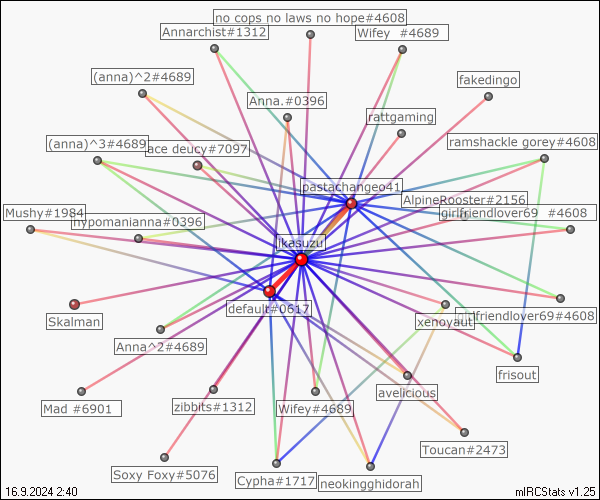 no cops no laws no hope#4608
Annarchist#1312
Wifey  #4689
(anna)^2#4689
fakedingo
Anna.#0396
rattgaming
(anna)^3#4689
ace deucy#7097
ramshackle gorey#4608
pastachangeo41
AlpineRooster#2156
Mushy#1984
hypomanianna#0396
girlfriendlover69  #4608
ikasuzu
default#0617
Skalman
xenoyaut
girlfriendlover69#4608
Anna^2#4689
frisout
avelicious
Mad #6901
zibbits#1312
Wifey#4689
Toucan#2473
Soxy Foxy#5076
Cypha#1717
neokingghidorah
16.9.2024 2:40
mIRCStats v1.25